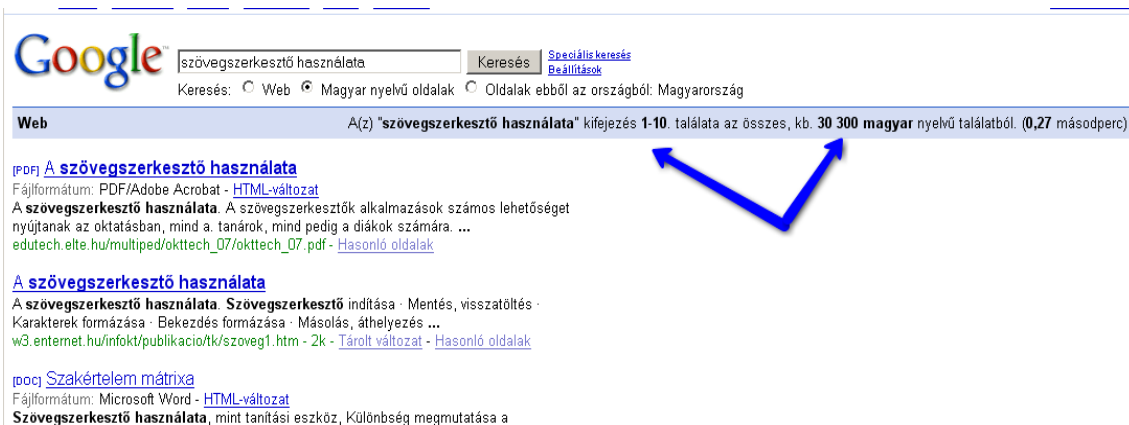 Google™ szövegszerkesztő használata Keresés Speciális keresés
Beállítások
Keresés: Web Magyar nyelvű oldalak Oldalak ebből az országból: Magyarország
Web A(z) "szövegszerkesztő használata" kifejezés 1-10. találata az összes, kb. 30 300 magyar nyelvű találatból. (0,27 másodperc)
[PDF] A szövegszerkesztő használata
Fájlformátum: PDF/Adobe Acrobat - HTML-változat
A szövegszerkesztő használata. A szövegszerkesztők alkalmazások számos lehetőséget
nyújtanak az oktatásban, mind a. tanárok, mind pedig a diákok számára. ...
edutech.elte.hu/multiped/okttech_07/okttech_07.pdf - Hasonló oldalak
A szövegszerkesztő használata
A szövegszerkesztő használata. Szövegszerkesztő indítása · Mentés, visszatöltés ·
Karakterek formázása · Bekezdés formázása · Másolás, áthelyezés ...
w3.enternet.hu/infokt/publikacio/tk/szoveg1.htm - 2k - Tárolt változat - Hasonló oldalak
[DOC] Szakértelem mátrixa
Fájlformátum: Microsoft Word - HTML-változat
Szövegszerkesztő használata, mint tanítási eszköz, Különbség megmutatása a